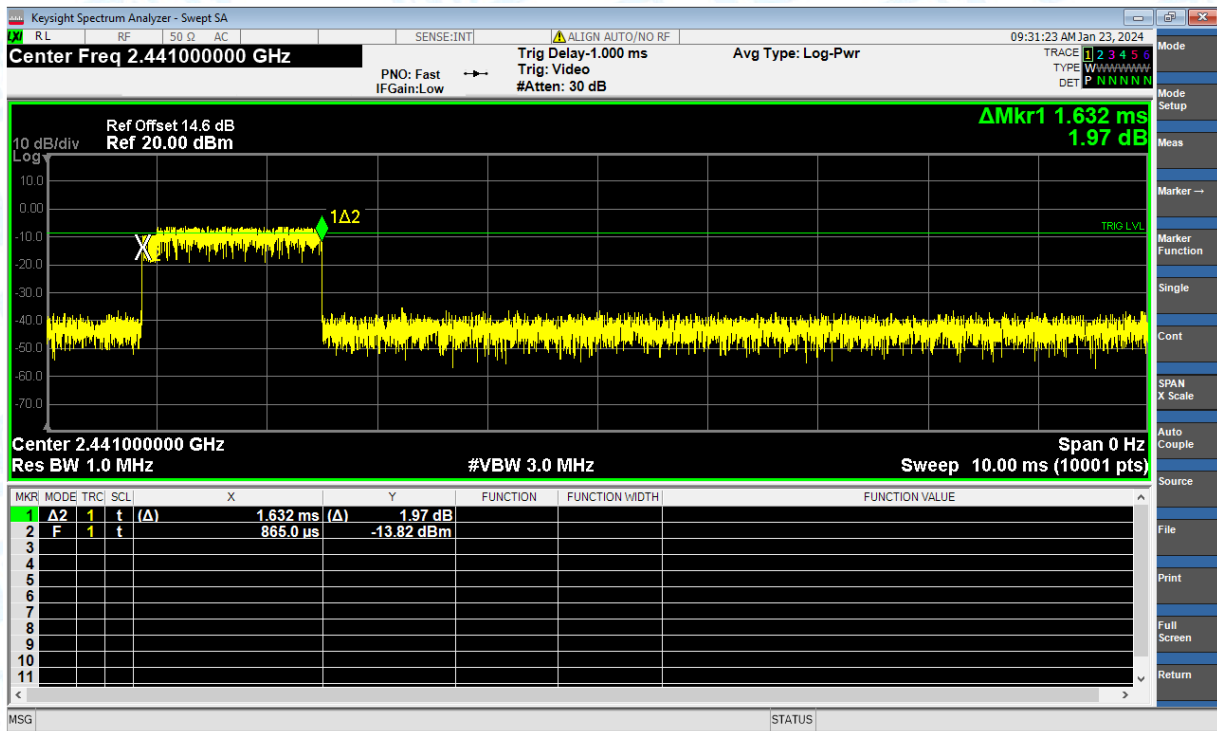 Keysight Spectrum Analyzer - Swept SA
LXI RL RF 50 Ω AC SENSE:INT ALIGN AUTO/NO RF 09:31:23 AM Jan 23, 2024
Center Freq 2.441000000 GHz
PNO: Fast
IFGain:Low
Trig Delay-1.000 ms
Trig: Video
#Atten: 30 dB
Avg Type: Log-Pwr
TRACE 1 2 3 4 5 6
TYPE WWWWWWW
DET P N N N N N
ΔMkr1 1.632 ms
1.97 dB
Ref Offset 14.6 dB
10 dB/div Ref 20.00 dBm
Log
10.0
0.00
1Δ2
TRIG LVL
-10.0
-20.0
-30.0
-40.0
-50.0
-60.0
-70.0
Center 2.441000000 GHz Span 0 Hz
Res BW 1.0 MHz #VBW 3.0 MHz Sweep 10.00 ms (10001 pts)
MKR MODE TRC SCL X Y FUNCTION FUNCTION WIDTH FUNCTION VALUE
1 Δ2 1 t (Δ) 1.632 ms (Δ) 1.97 dB
2 F 1 t 865.0 µs -13.82 dBm
3
4
5
6
7
8
9
10
11
MSG STATUS
Mode
Mode
Setup
Meas
Marker →
Marker
Function
Single
Cont
SPAN
X Scale
Auto
Couple
Source
File
Print
Full
Screen
Return